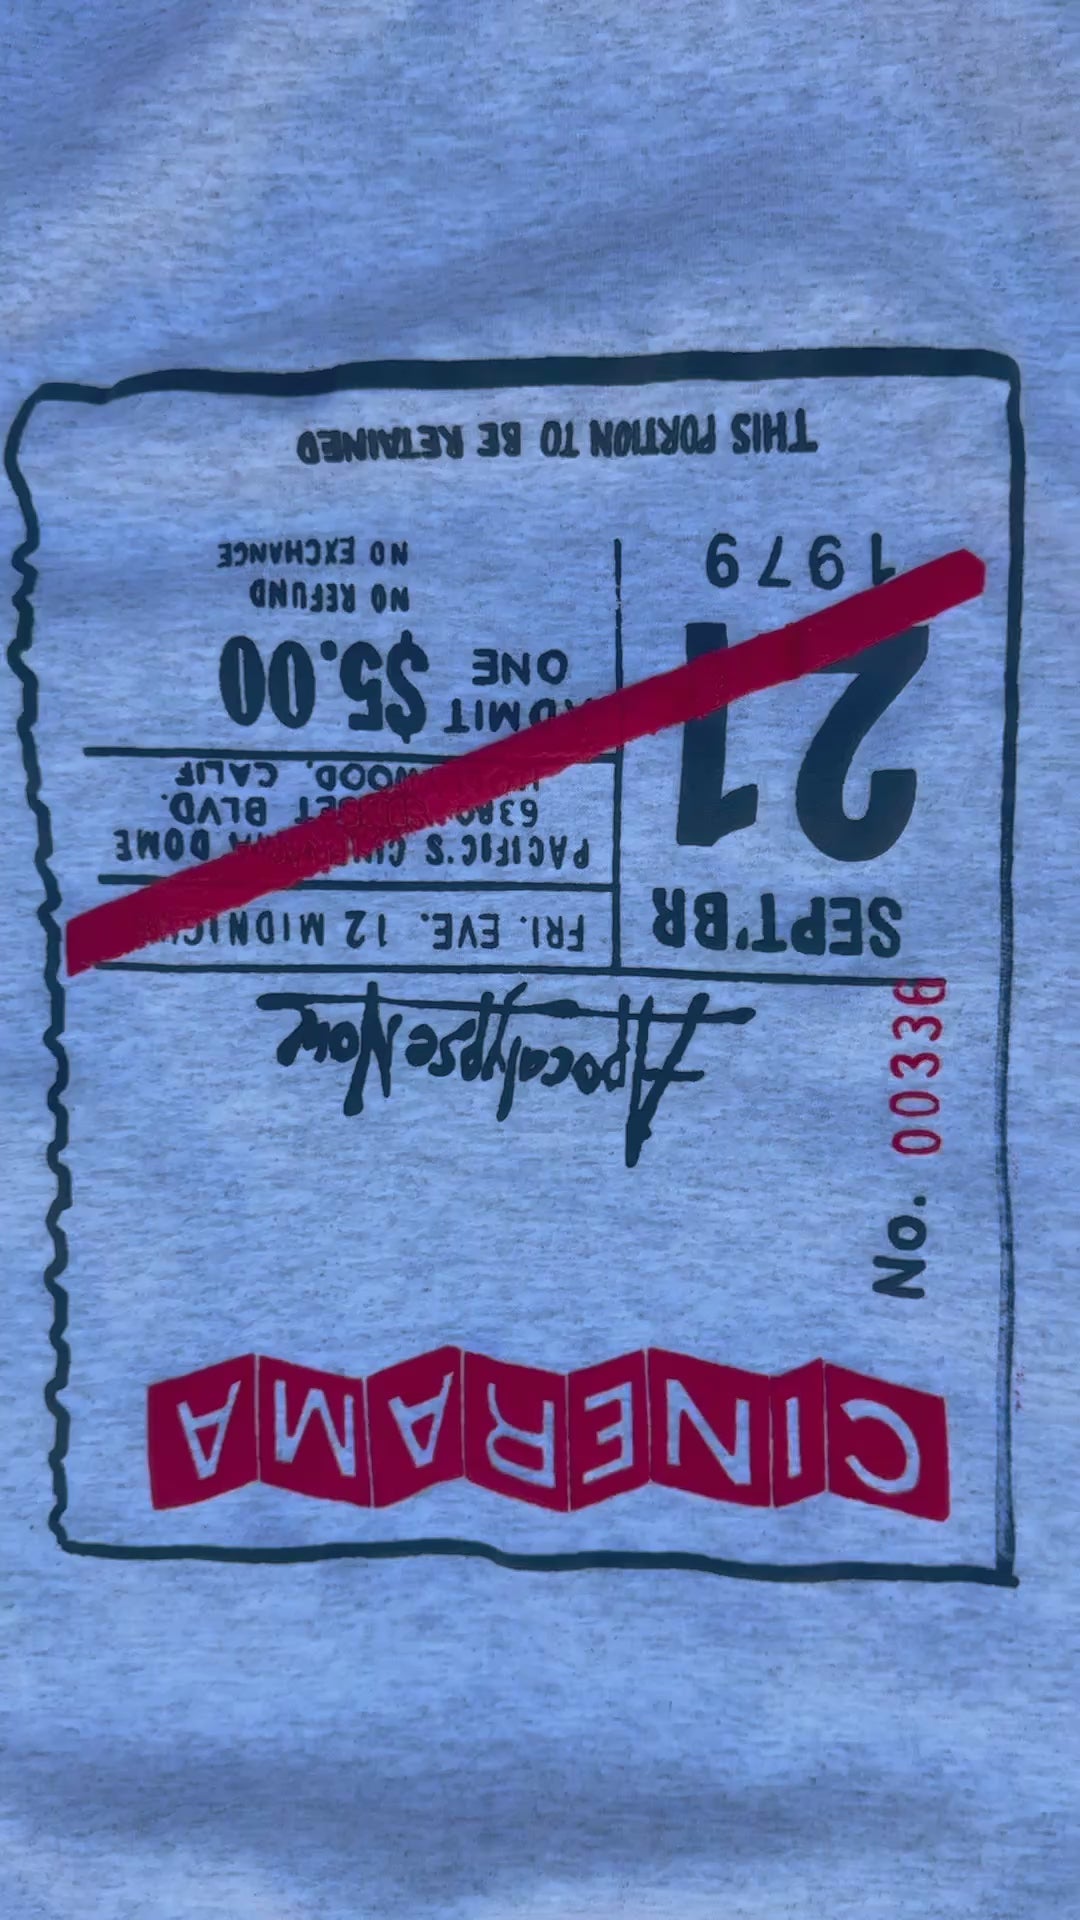 CINERAMA
No. 00336
Apocalypse Now
SEPT'BR
21
1979
FRI. EVE. 12
PACIFIC'S DOME
BLVD.
CALIF
ADMIT
ONE
$5.00
NO REFUND
NO EXCHANGE
THIS PORTION TO BE RETAINED